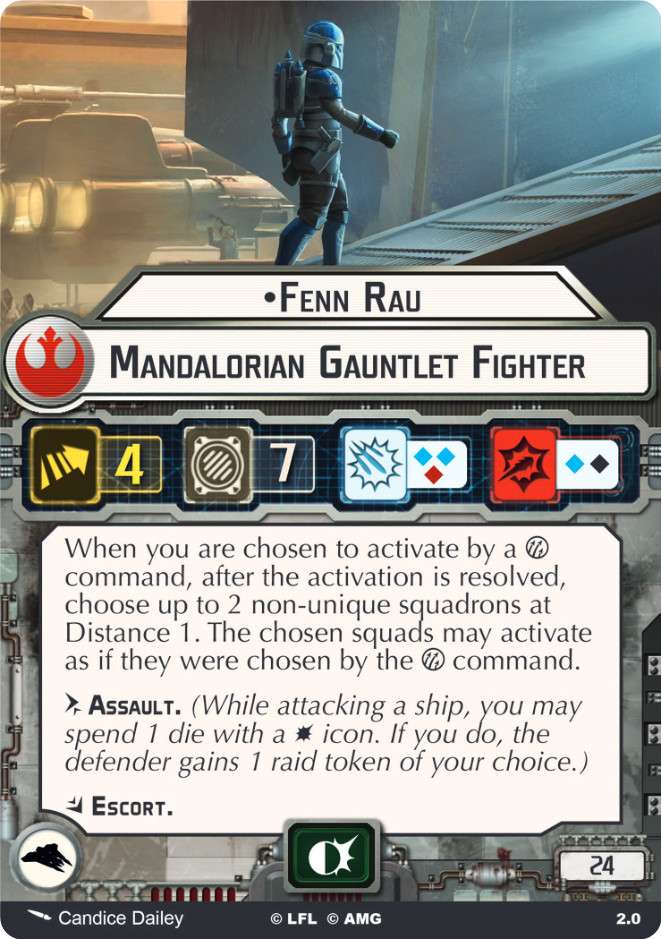 •Fenn Rau
Mandalorian Gauntlet Fighter
4 7
When you are chosen to activate by a
command, after the activation is resolved,
choose up to 2 non-unique squadrons at
Distance 1. The chosen squads may activate
as if they were chosen by the command.
Assault. (While attacking a ship, you may
spend 1 die with a icon. If you do, the
defender gains 1 raid token of your choice.)
Escort.
24
Candice Dailey © LFL © AMG 2.0